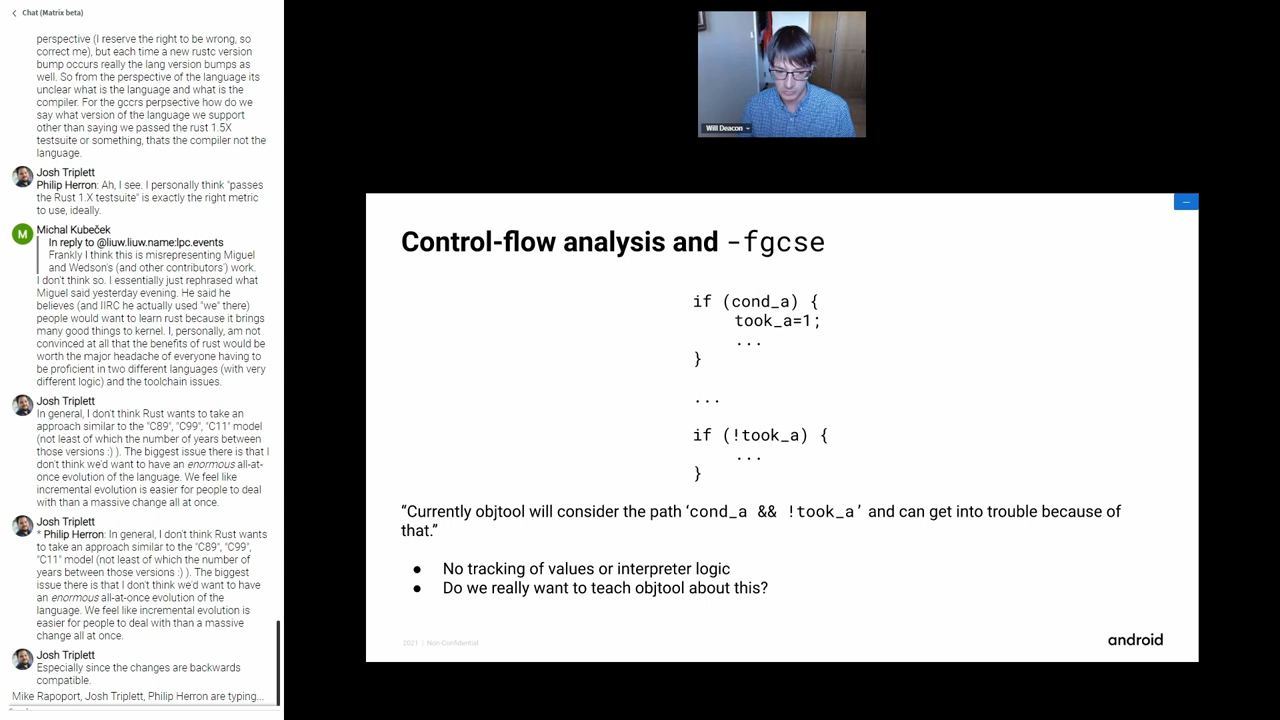 Chat (Matrix beta)
perspective (I reserve the right to be wrong, so
correct me), but each time a new rustc version
bump occurs really the lang version bumps as
well. So from the perspective of the language its
unclear what is the language and what is the
compiler. For the gccrs perpsective how do we
say what version of the language we support
other than saying we passed the rust 1.5X
testsuite or something, thats the compiler not the
language.
Josh Triplett
Philip Herron: Ah, I see. I personally think "passes
the Rust 1.X testsuite" is exactly the right metric
to use, ideally.
M
Michal Kubeček
In reply to @liuw.liuw.name:lpc.events
Frankly I think this is misrepresenting Miguel
and Wedson's (and other contributors') work.
I don't think so. I essentially just rephrased what
Miguel said yesterday evening. He said he
believes (and IIRC he actually used "we" there)
people would want to learn rust because it brings
many good things to kernel. I, personally, am not
convinced at all that the benefits of rust would be
worth the major headache of everyone having to
be proficient in two different languages (with very
different logic) and the toolchain issues.
Josh Triplett
In general, I don't think Rust wants to take an
approach similar to the "C89", "C99", "C11" model
(not least of which the number of years between
those versions :) ). The biggest issue there is that I
don't think we'd want to have an enormous all-at-
once evolution of the language. We feel like
incremental evolution is easier for people to deal
with than a massive change all at once.
Josh Triplett
* Philip Herron: In general, I don't think Rust wants
to take an approach similar to the "C89", "C99",
"C11" model (not least of which the number of
years between those versions :) ). The biggest
issue there is that I don't think we'd want to have
an enormous all-at-once evolution of the
language. We feel like incremental evolution is
easier for people to deal with than a massive
change all at once.
Josh Triplett
Especially since the changes are backwards
compatible.
Mike Rapoport, Josh Triplett, Philip Herron are typing...
Will Deacon
Control-flow analysis and -fgcse
if (cond_a) {
took_a=1;
...
}
...
if (!took_a) {
...
}
“Currently objtool will consider the path ‘cond_a && !took_a’ and can get into trouble because of
that.”
● No tracking of values or interpreter logic
● Do we really want to teach objtool about this?
2021 | Non-Confidential
android